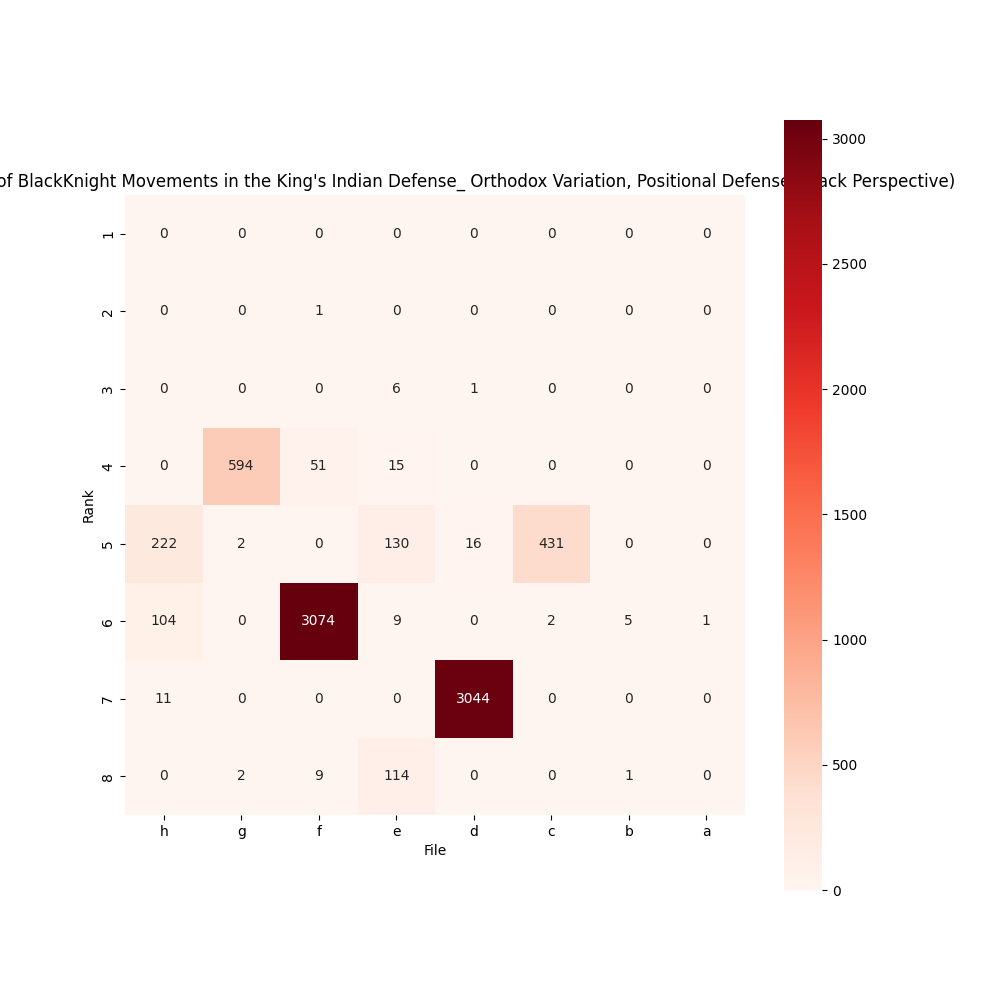 of BlackKnight Movements in the King's Indian Defense_ Orthodox Variation, Positional Defense Perspective)
3000
2500
2000
1500
1000
500
0
Rank
1 0 0 0 0 0 0 0 0
2 0 0 1 0 0 0 0 0
3 0 0 0 6 1 0 0 0
4 0 594 51 15 0 0 0 0
5 222 2 0 130 16 431 0 0
6 104 0 3074 9 0 2 5 1
7 11 0 0 0 3044 0 0 0
8 0 2 9 114 0 0 1 0
h g f e d c b a
File